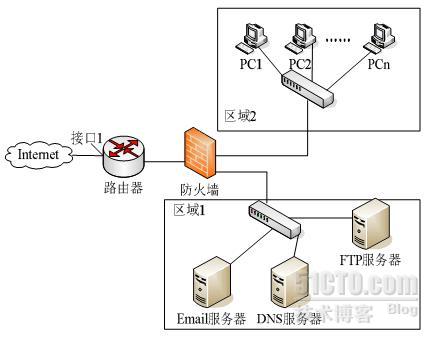 PC1
PC2
......
PCn
区域2
接口1
Internet
路由器
防火墙
区域1
FTP服务器
Email服务器
DNS服务器
51CTO.com
技术博客
Blog